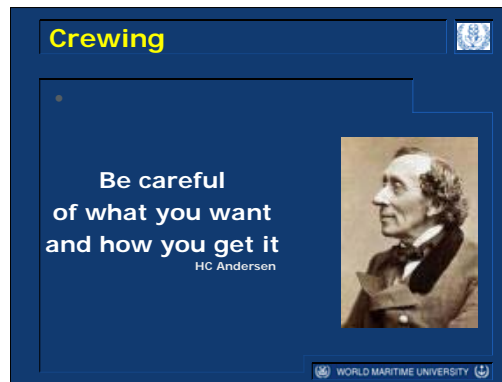 Crewing
Be careful
of what you want
and how you get it
HC Andersen
WORLD MARITIME UNIVERSITY